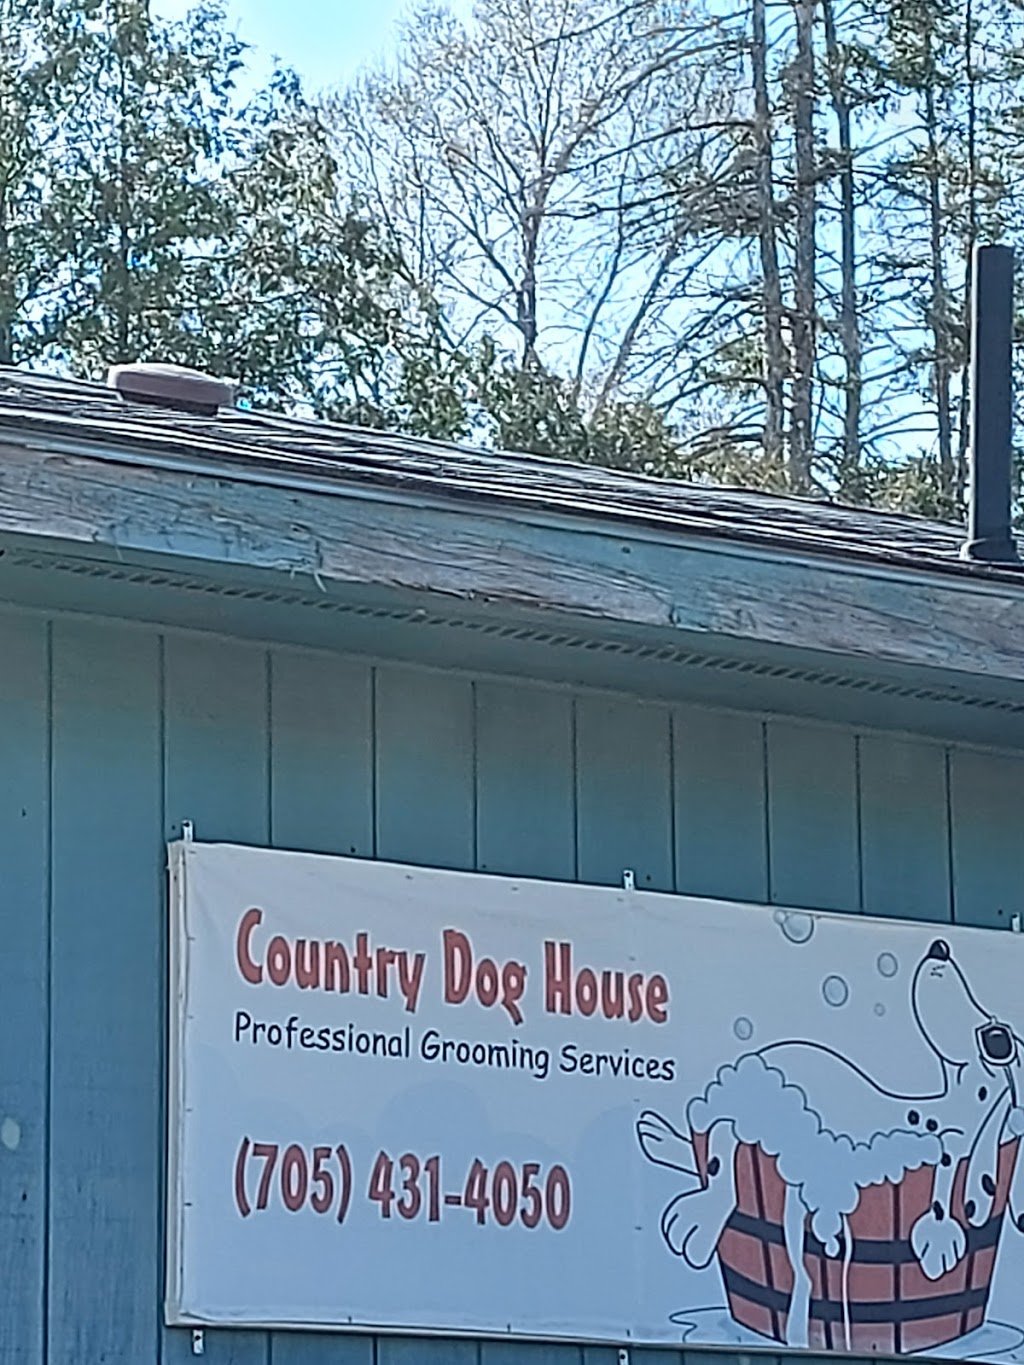 Country Dog House
Professional Grooming Services
(705) 431-4050